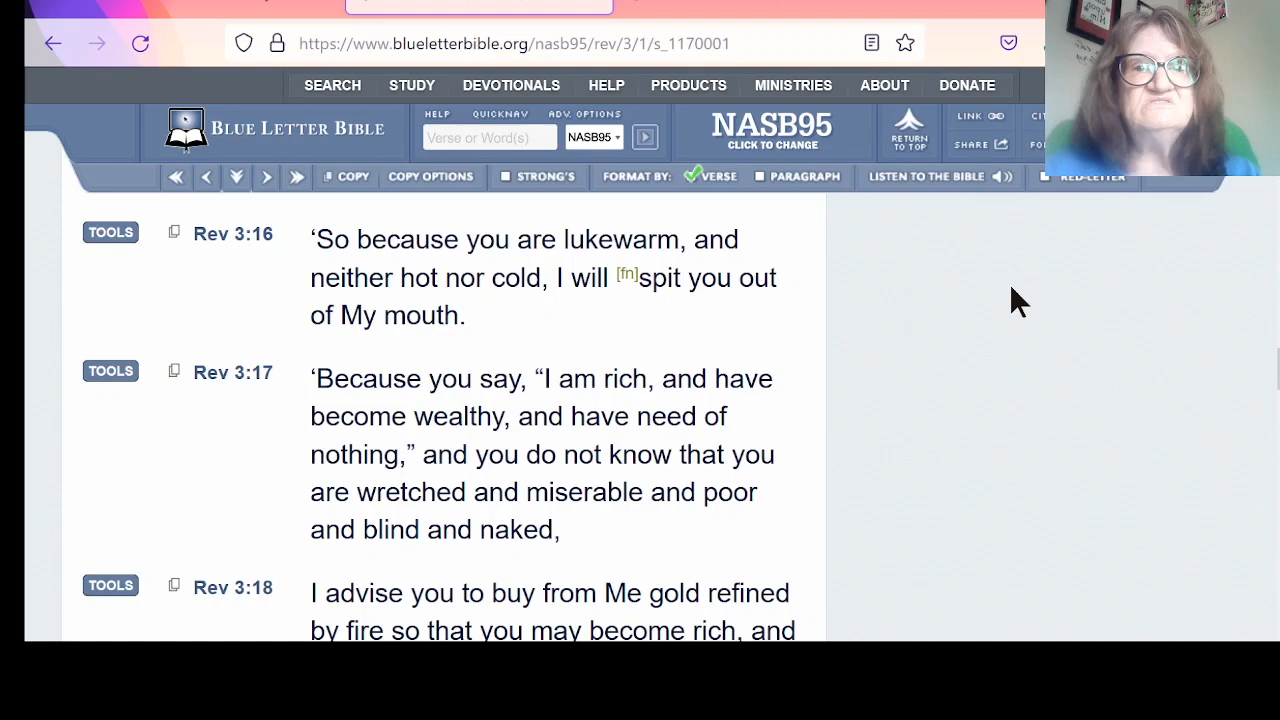 https://www.blueletterbible.org/nasb95/rev/3/1/s_1170001
SEARCH STUDY DEVOTIONALS HELP PRODUCTS MINISTRIES ABOUT DONATE
BLUE LETTER BIBLE
HELP QUICKNAV ADV. OPTIONS
Verse or Word(s) NASB95
NASB95
CLICK TO CHANGE
RETURN
TO TOP
LINK
SHARE
COPY COPY OPTIONS STRONG'S FORMAT BY: VERSE PARAGRAPH LISTEN TO THE BIBLE RED-LETTER
TOOLS Rev 3:16 ‘So because you are lukewarm, and
neither hot nor cold, I will [fn]spit you out
of My mouth.
TOOLS Rev 3:17 ‘Because you say, “I am rich, and have
become wealthy, and have need of
nothing,” and you do not know that you
are wretched and miserable and poor
and blind and naked,
TOOLS Rev 3:18 I advise you to buy from Me gold refined
by fire so that you may become rich, and